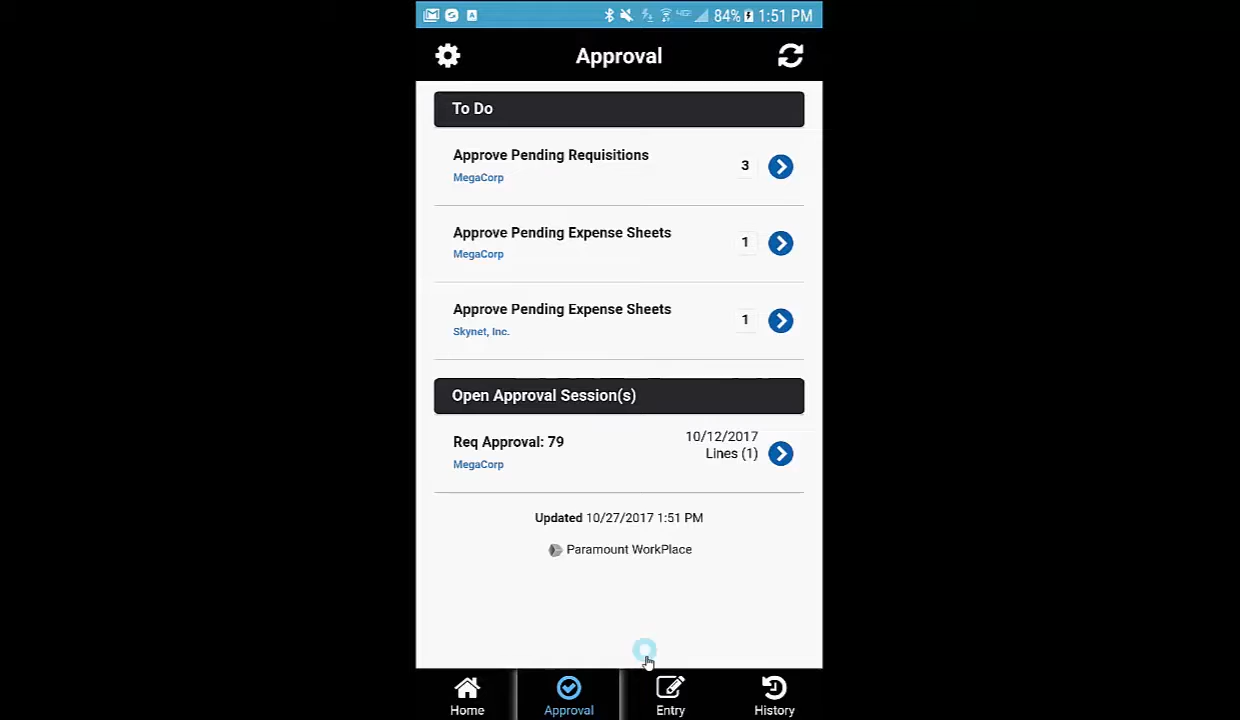 84% 1:51 PM
Approval
To Do
Approve Pending Requisitions
3
MegaCorp
Approve Pending Expense Sheets
1
MegaCorp
Approve Pending Expense Sheets
1
Skynet, Inc.
Open Approval Session(s)
Req Approval: 79
10/12/2017
Lines (1)
MegaCorp
Updated 10/27/2017 1:51 PM
Paramount WorkPlace
Home Approval Entry History